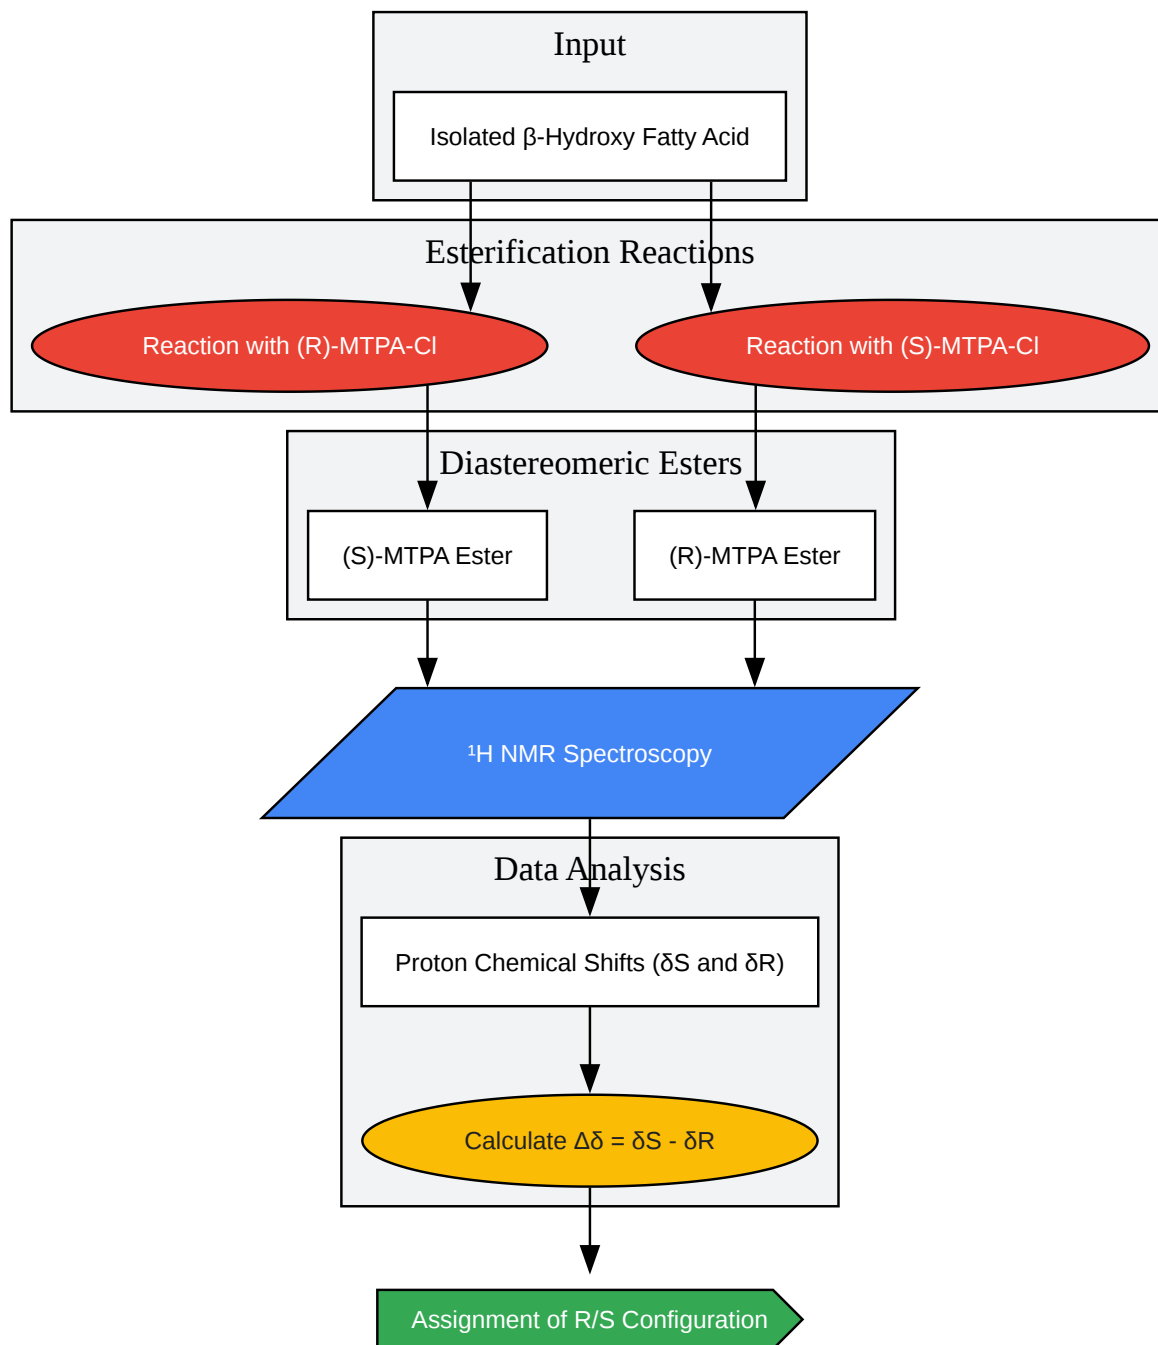 Input
Isolated β-Hydroxy Fatty Acid
Esterification Reactions
Reaction with (R)-MTPA-Cl
Reaction with (S)-MTPA-Cl
Diastereomeric Esters
(S)-MTPA Ester
(R)-MTPA Ester
¹H NMR Spectroscopy
Data Analysis
Proton Chemical Shifts (δS and δR)
Calculate Δδ = δS - δR
Assignment of R/S Configuration